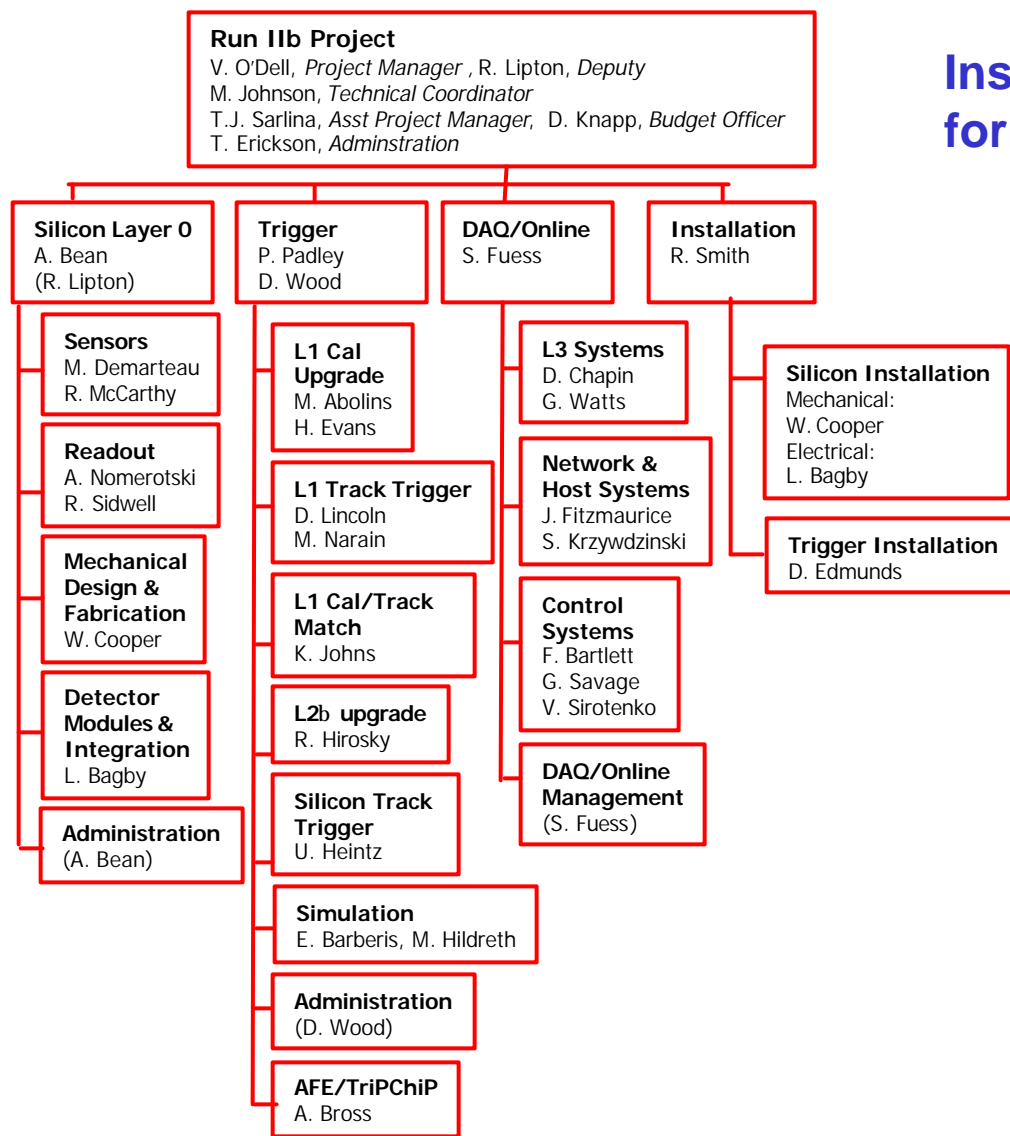 Run IIb Project
V. O'Dell, Project Manager , R. Lipton, Deputy
M. Johnson, Technical Coordinator
T.J. Sarlina, Asst Project Manager, D. Knapp, Budget Officer
T. Erickson, Adminstration
Ins
for
Silicon Layer 0
A. Bean
(R. Lipton)
Sensors
M. Demarteau
R. McCarthy
Readout
A. Nomerotski
R. Sidwell
Mechanical
Design &
Fabrication
W. Cooper
Detector
Modules &
Integration
L. Bagby
Administration
(A. Bean)
Trigger
P. Padley
D. Wood
L1 Cal
Upgrade
M. Abolins
H. Evans
L1 Track Trigger
D. Lincoln
M. Narain
L1 Cal/Track
Match
K. Johns
L2b upgrade
R. Hirosky
Silicon Track
Trigger
U. Heintz
Simulation
E. Barberis, M. Hildreth
Administration
(D. Wood)
AFE/TriPChiP
A. Bross
DAQ/Online
S. Fuess
L3 Systems
D. Chapin
G. Watts
Network &
Host Systems
J. Fitzmaurice
S. Krzywdzinski
Control
Systems
F. Bartlett
G. Savage
V. Sirotenko
DAQ/Online
Management
(S. Fuess)
Installation
R. Smith
Silicon Installation
Mechanical:
W. Cooper
Electrical:
L. Bagby
Trigger Installation
D. Edmunds